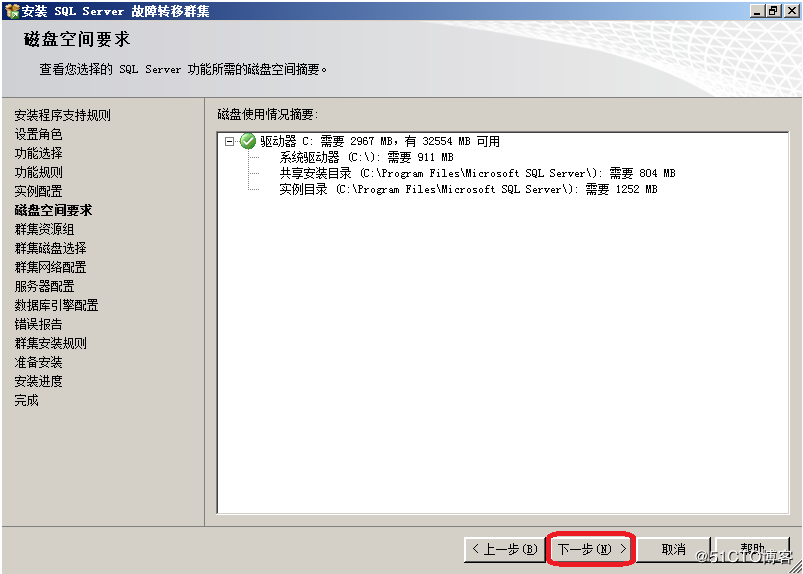 安装 SQL Server 故障转移群集
磁盘空间要求
查看您选择的 SQL Server 功能所需的磁盘空间摘要。
安装程序支持规则
设置角色
功能选择
功能规则
实例配置
磁盘空间要求
群集资源组
群集磁盘选择
群集网络配置
服务器配置
数据库引擎配置
错误报告
群集安装规则
准备安装
安装进度
完成
磁盘使用情况摘要:
驱动器 C: 需要 2967 MB，有 32554 MB 可用
系统驱动器 (C:\): 需要 911 MB
共享安装目录 (C:\Program Files\Microsoft SQL Server\): 需要 804 MB
实例目录 (C:\Program Files\Microsoft SQL Server\): 需要 1252 MB
< 上一步(B)
下一步(N) >
取消
帮助
@51CTO博客